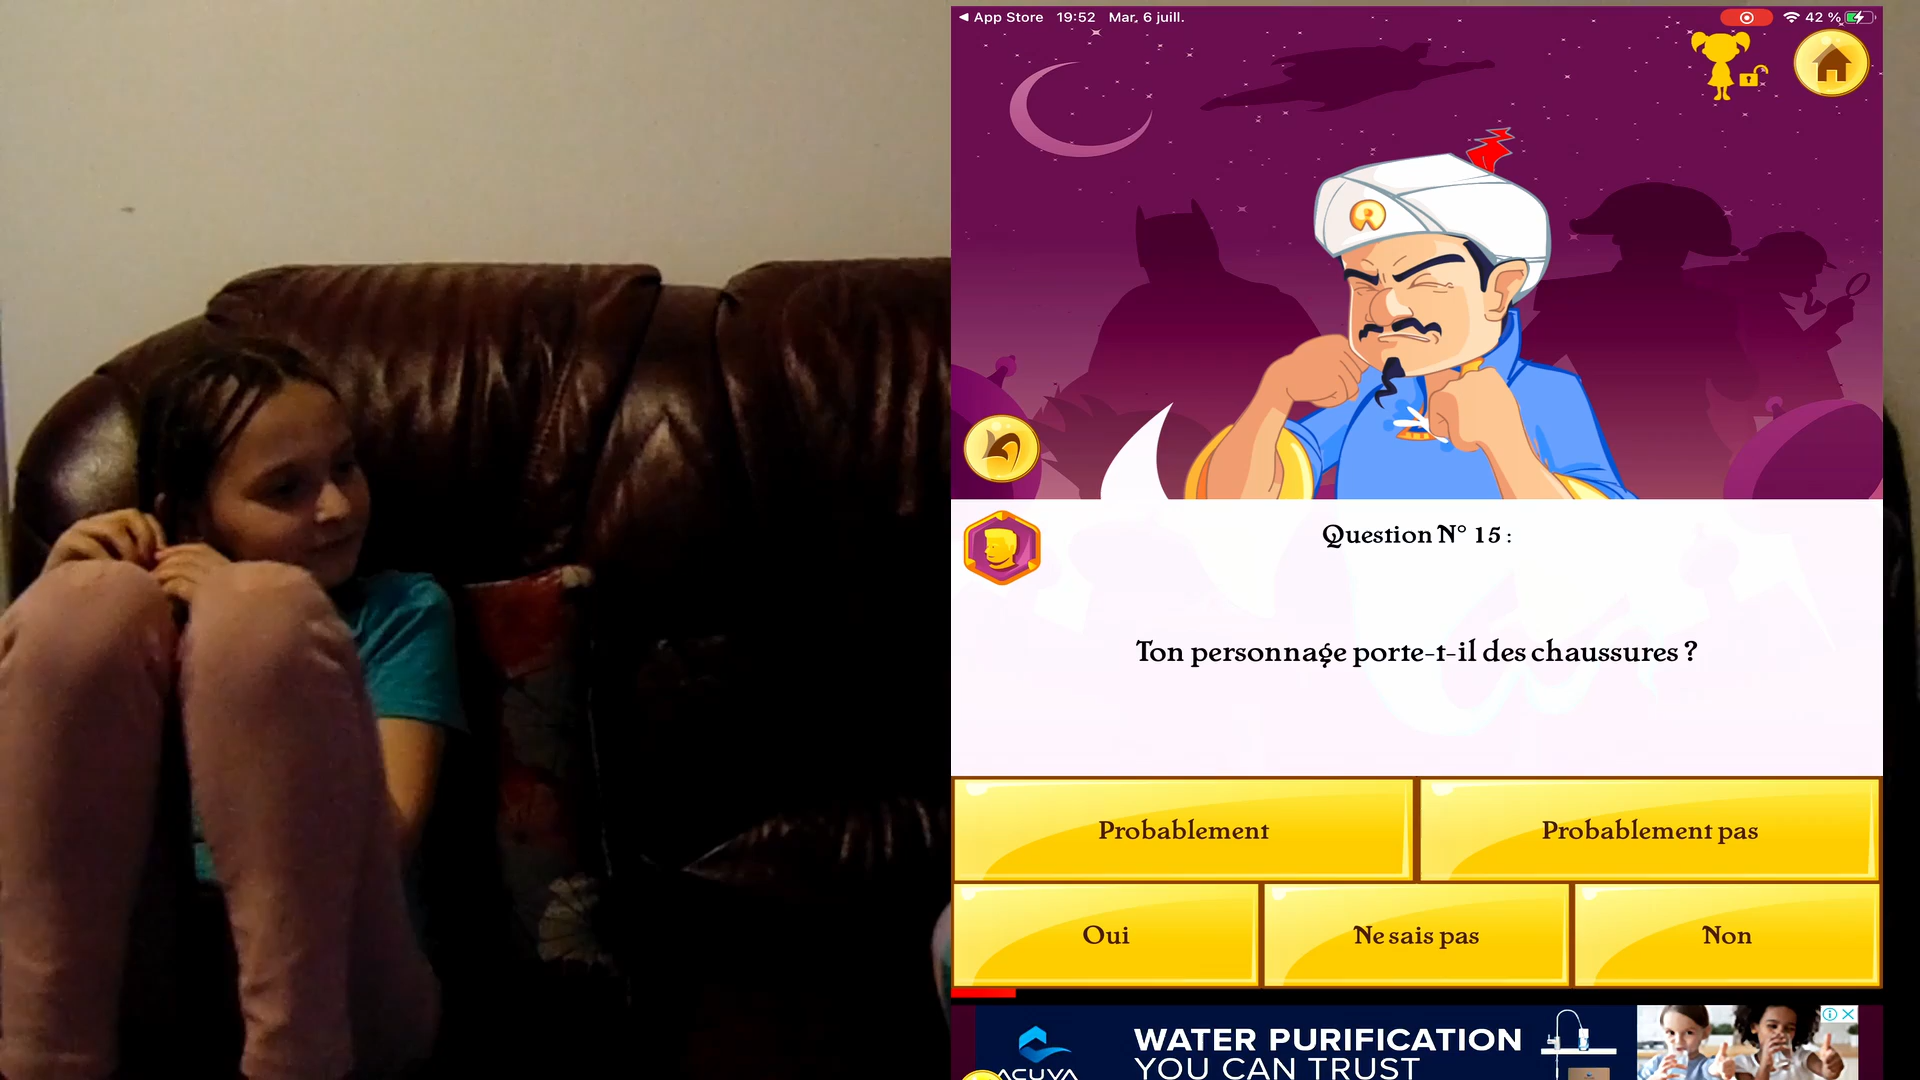 App Store 19:52 Mar. 6 juill.
42 %
Question N° 15 :
Ton personnage porte-t-il des chaussures ?
Probablement
Probablement pas
Oui
Ne sais pas
Non
ACUVA
WATER PURIFICATION
YOU CAN TRUST